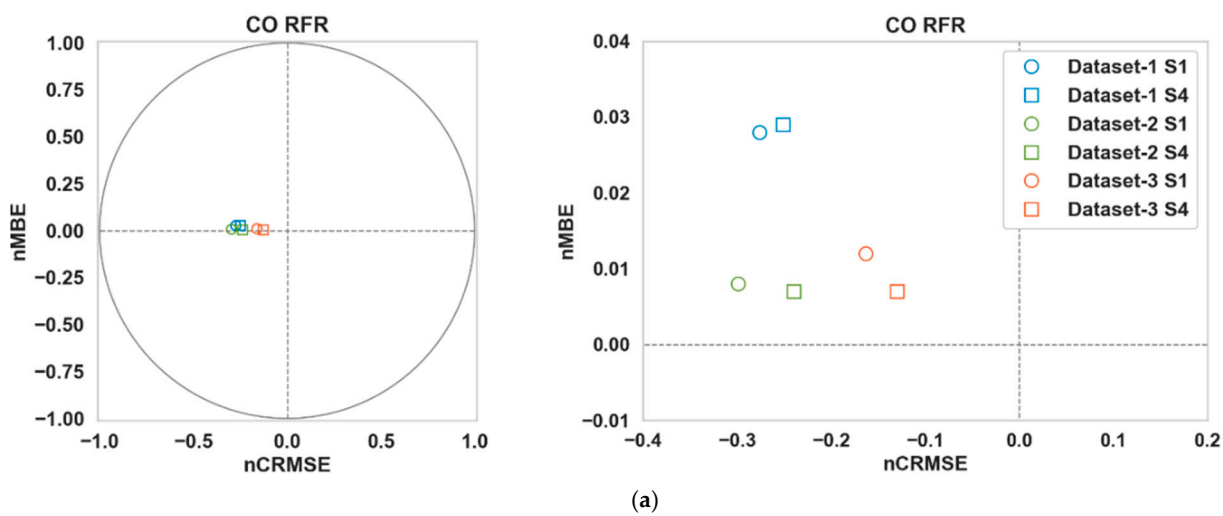 CO RFR
1.00
0.75
0.50
0.25
0.00
−0.25
−0.50
−0.75
−1.00
nMBE
−1.0 −0.5 0.0 0.5 1.0
nCRMSE
CO RFR
0.04
0.03
0.02
0.01
0.00
−0.01
nMBE
−0.4 −0.3 −0.2 −0.1 0.0 0.1 0.2
nCRMSE
Dataset-1 S1
Dataset-1 S4
Dataset-2 S1
Dataset-2 S4
Dataset-3 S1
Dataset-3 S4
(a)